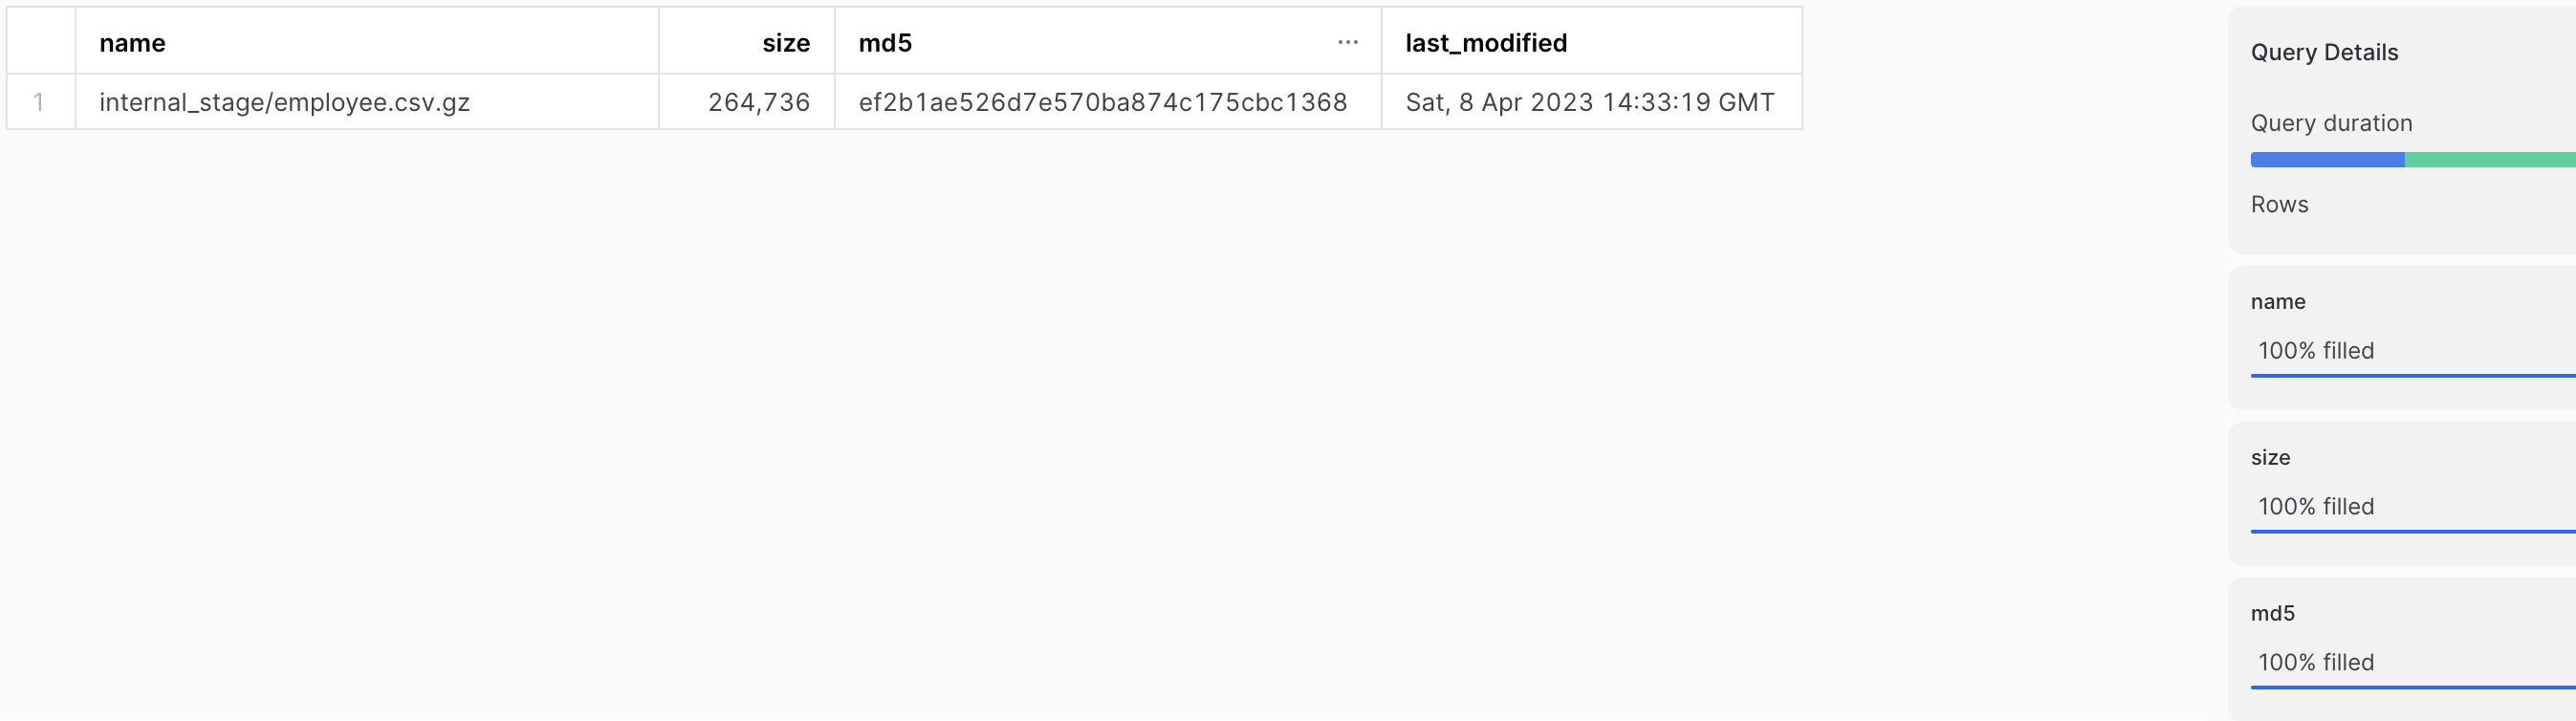 name size md5 ... last_modified
1 internal_stage/employee.csv.gz 264,736 ef2b1ae526d7e570ba874c175cbc1368 Sat, 8 Apr 2023 14:33:19 GMT
Query Details
Query duration
Rows
name
100% filled
size
100% filled
md5
100% filled